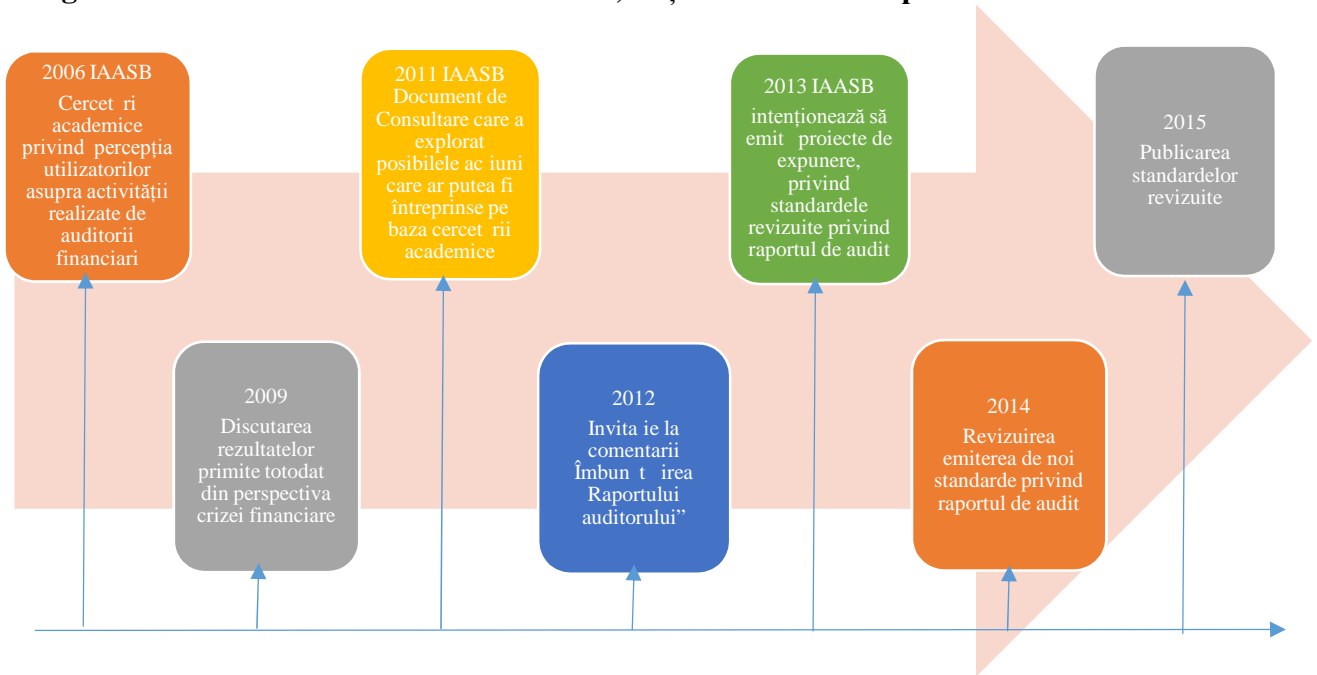 2006 IAASB
Cercet ri
academice
privind percepția
utilizatorilor
asupra activității
realizate de
auditorii
financiari
2009
Discutarea
rezultatelor
primite totodat
din perspectiva
crizei financiare
2011 IAASB
Document de
Consultare care a
explorat
posibilele ac iuni
care ar putea fi
întreprinse pe
baza cercet rii
academice
2012
Invita ie la
comentarii
Îmbun t irea
Raportului
auditorului”
2013 IAASB
intenționează să
emit proiecte de
expunere,
privind
standardele
revizuite privind
raportul de audit
2014
Revizuirea
emiterea de noi
standarde privind
raportul de audit
2015
Publicarea
standardelor
revizuite